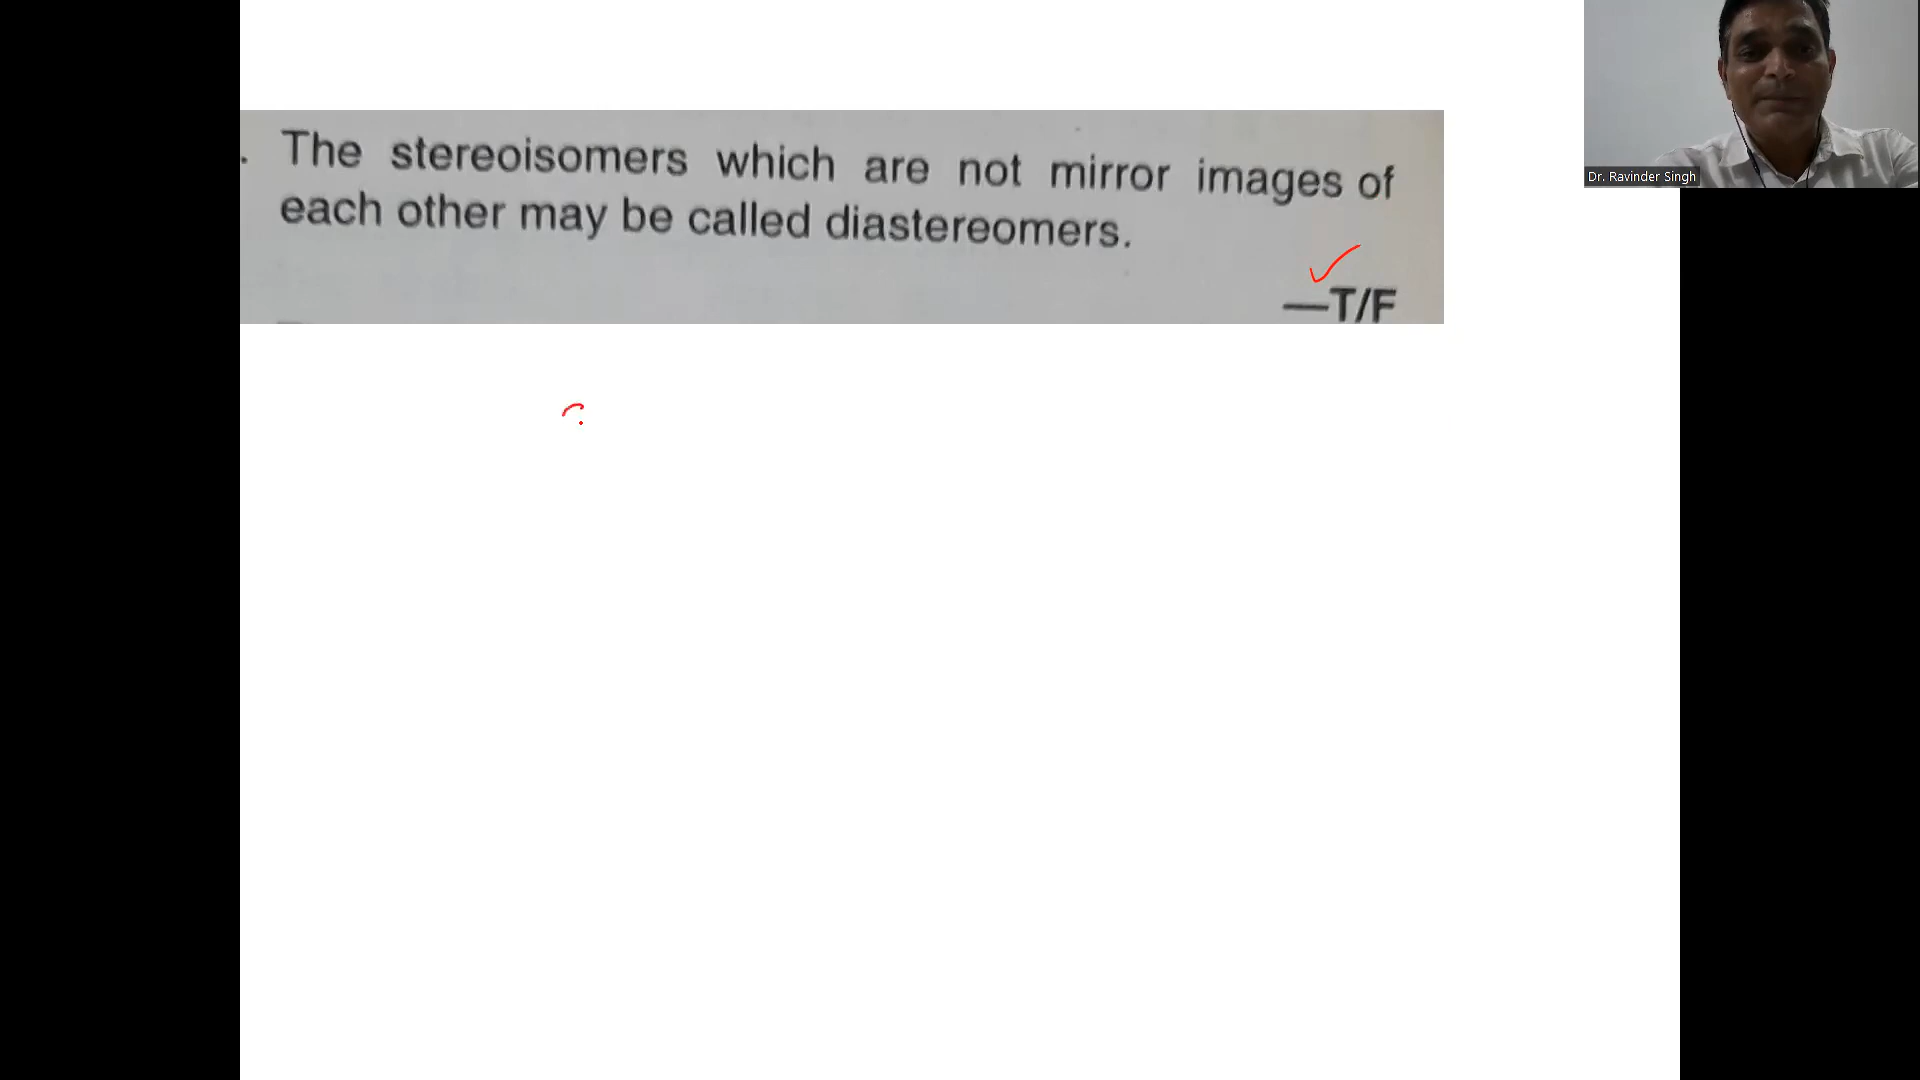 . The stereoisomers which are not mirror images of
each other may be called diastereomers.
—T/F
Dr. Ravinder Singh